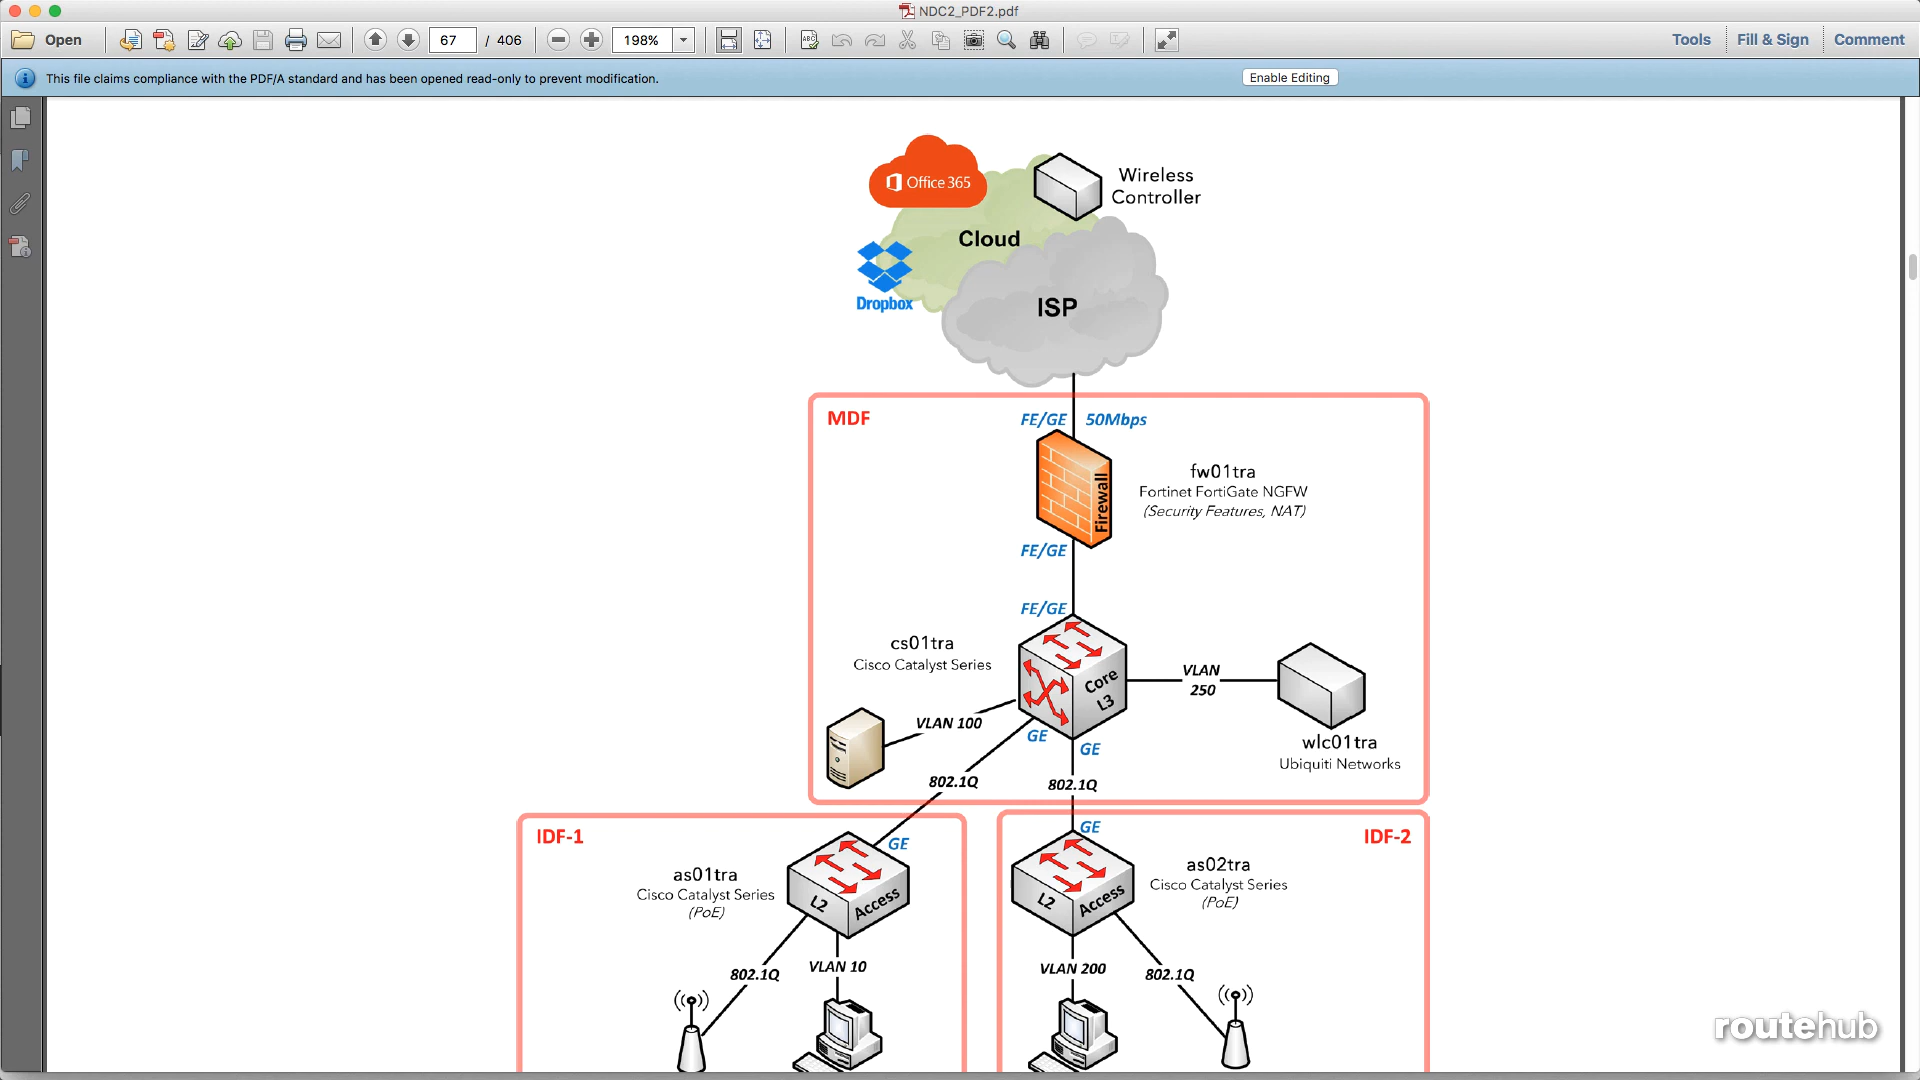 NDC2_PDF2.pdf
Open
67 / 406
198%
Tools
Fill & Sign
Comment
This file claims compliance with the PDF/A standard and has been opened read-only to prevent modification.
Enable Editing
Office 365
Wireless
Controller
Cloud
Dropbox
ISP
MDF
FE/GE
50Mbps
Firewall
fw01tra
Fortinet FortiGate NGFW
(Security Features, NAT)
FE/GE
FE/GE
cs01tra
Cisco Catalyst Series
Core
L3
VLAN
250
VLAN 100
GE
GE
wlc01tra
Ubiquiti Networks
802.1Q
802.1Q
IDF-1
GE
as01tra
Cisco Catalyst Series
(PoE)
L2
Access
802.1Q
VLAN 10
GE
IDF-2
as02tra
Cisco Catalyst Series
(PoE)
L2
Access
VLAN 200
802.1Q
routehub